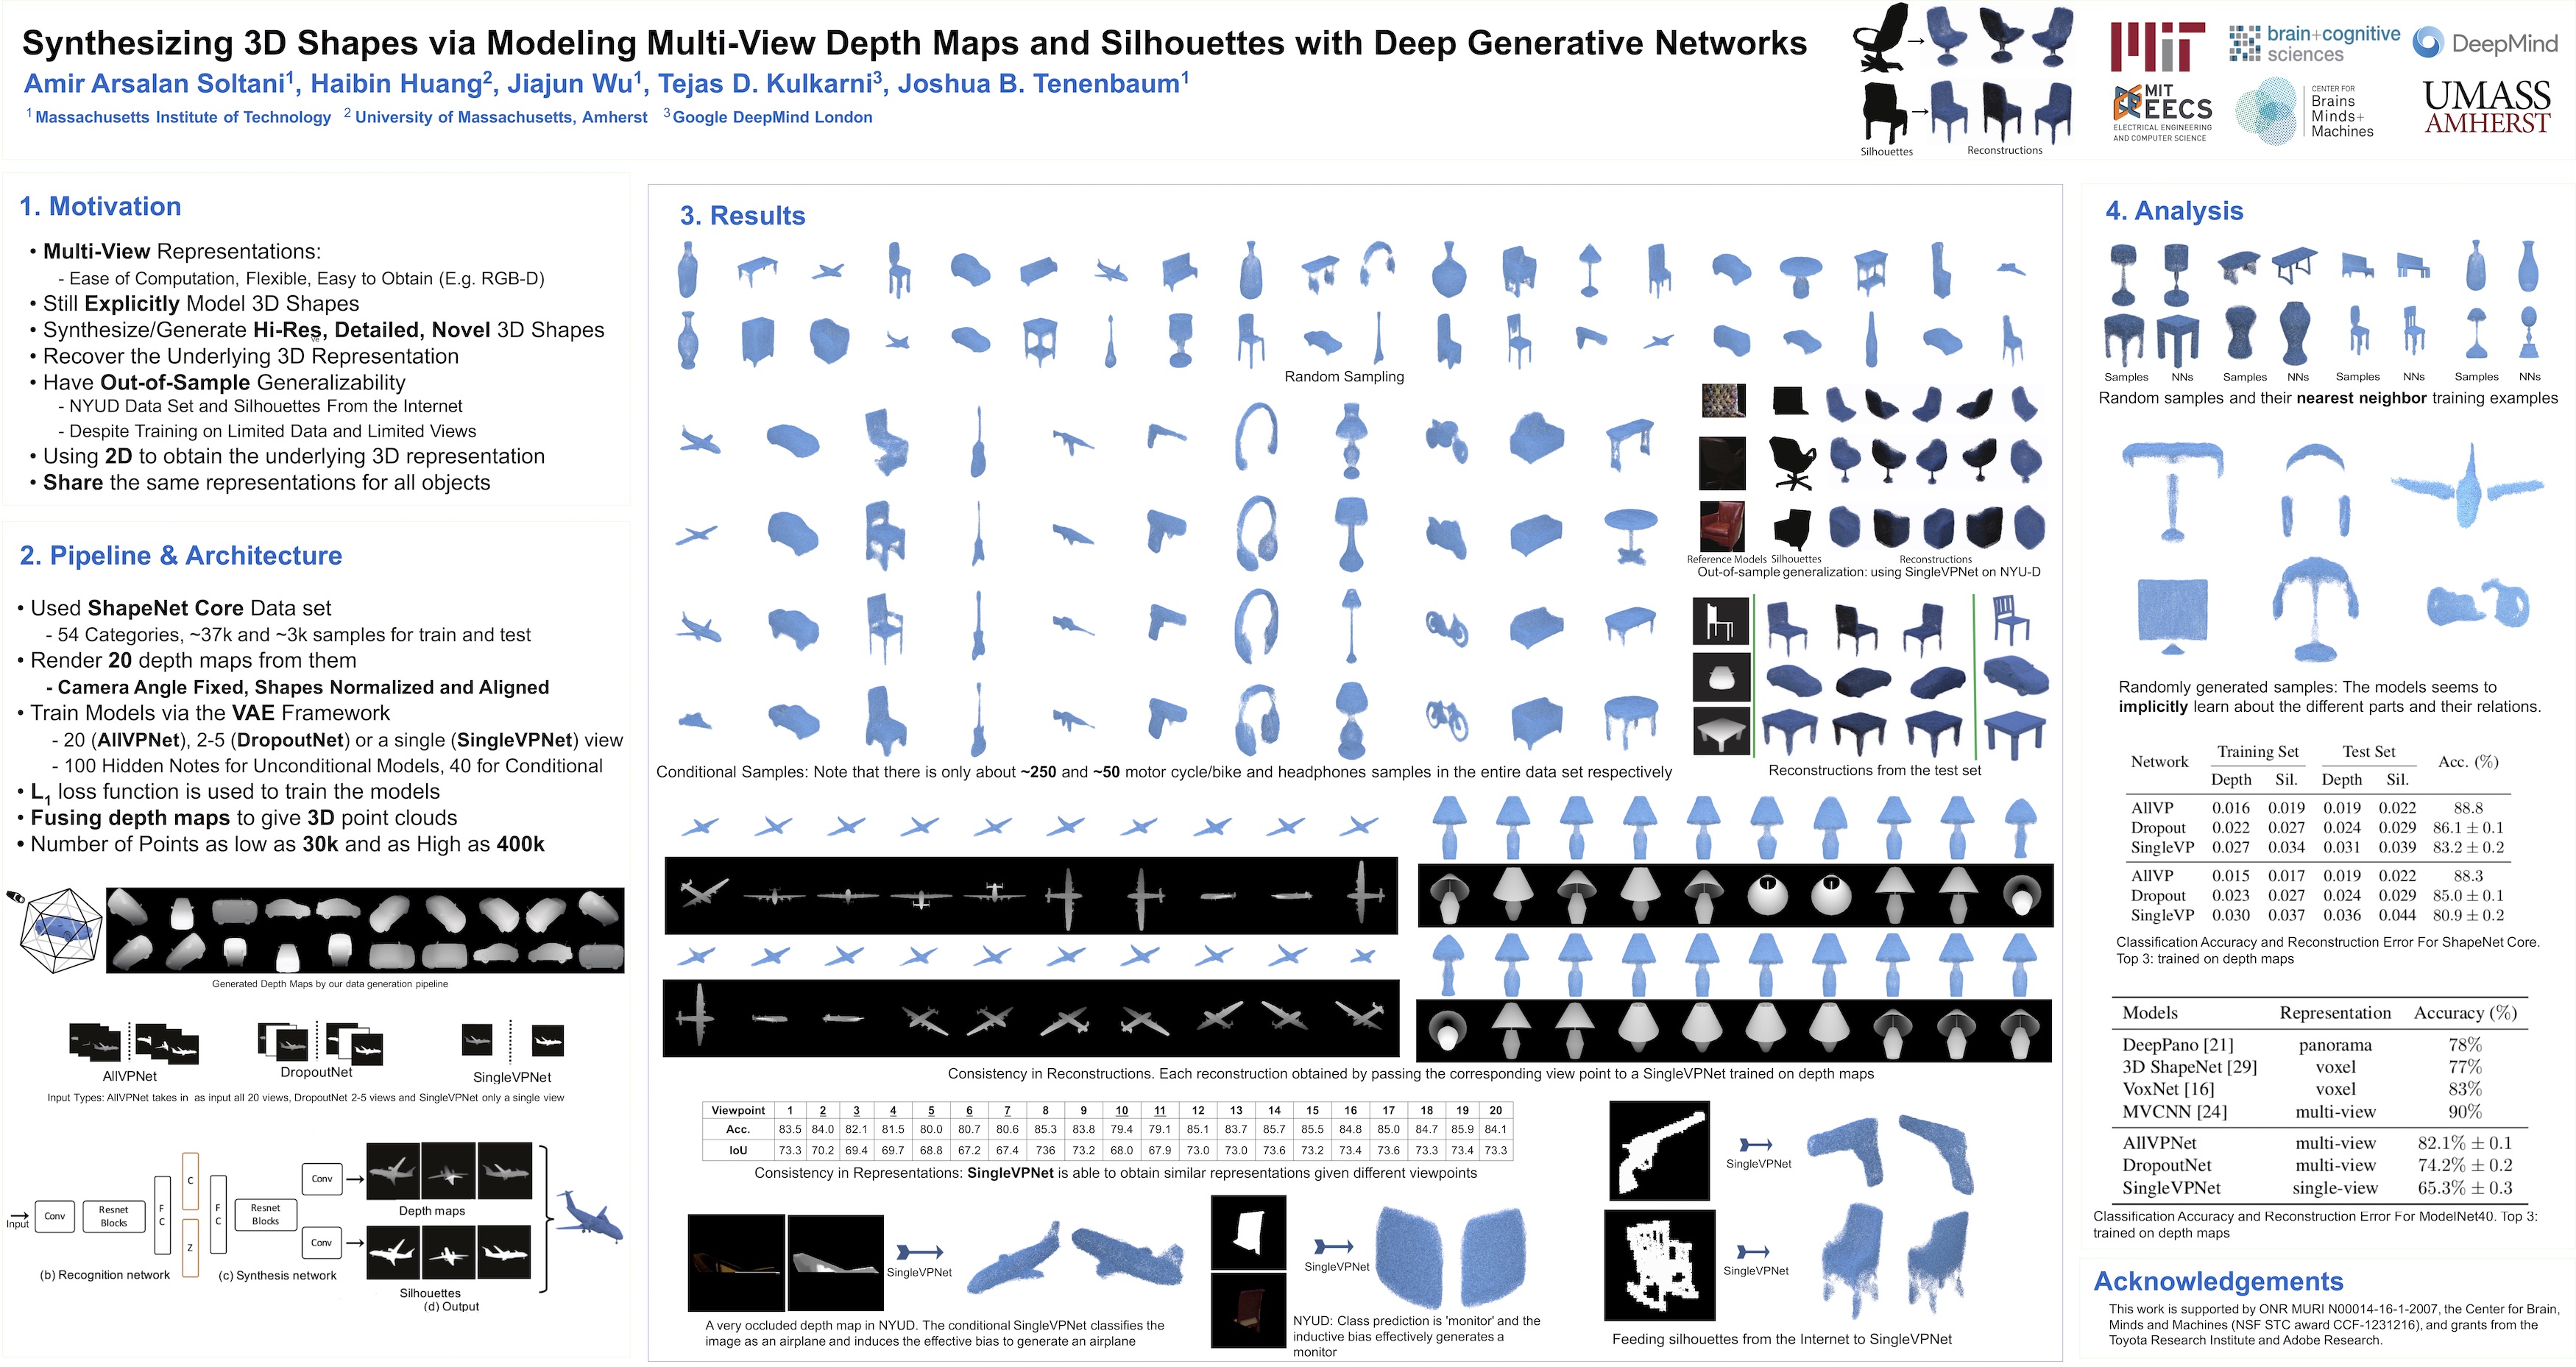 Synthesizing 3D Shapes via Modeling Multi-View Depth Maps and Silhouettes with Deep Generative Networks
Amir Arsalan Soltani1, Haibin Huang2, Jiajun Wu1, Tejas D. Kulkarni3, Joshua B. Tenenbaum1
1 Massachusetts Institute of Technology 2 University of Massachusetts, Amherst 3 Google DeepMind London
Silhouettes Reconstructions
MIT
brain+cognitive
sciences
DeepMind
MIT
EECS
ELECTRICAL ENGINEERING
AND COMPUTER SCIENCE
CENTER FOR
Brains
Minds+
Machines
UMASS
AMHERST
1. Motivation
• Multi-View Representations:
- Ease of Computation, Flexible, Easy to Obtain (E.g. RGB-D)
• Still Explicitly Model 3D Shapes
• Synthesize/Generate Hi-Res, Detailed, Novel 3D Shapes
• Recover the Underlying 3D Representation
• Have Out-of-Sample Generalizability
- NYUD Data Set and Silhouettes From the Internet
- Despite Training on Limited Data and Limited Views
• Using 2D to obtain the underlying 3D representation
• Share the same representations for all objects
2. Pipeline & Architecture
• Used ShapeNet Core Data set
- 54 Categories, ~37k and ~3k samples for train and test
• Render 20 depth maps from them
- Camera Angle Fixed, Shapes Normalized and Aligned
• Train Models via the VAE Framework
- 20 (AllVPNet), 2-5 (DropoutNet) or a single (SingleVPNet) view
- 100 Hidden Notes for Unconditional Models, 40 for Conditional
• L1 loss function is used to train the models
• Fusing depth maps to give 3D point clouds
• Number of Points as low as 30k and as High as 400k
Generated Depth Maps by our data generation pipeline
AllVPNet DropoutNet SingleVPNet
Input Types: AllVPNet takes in as input all 20 views, DropoutNet 2-5 views and SingleVPNet only a single view
Input
Conv
Resnet
Blocks
F
C
C
Z
F
C
Resnet
Blocks
Conv
Conv
Depth maps
Silhouettes
(b) Recognition network
(c) Synthesis network
(d) Output
3. Results
Random Sampling
Reference Models Silhouettes Reconstructions
Out-of-sample generalization: using SingleVPNet on NYU-D
Conditional Samples: Note that there is only about ~250 and ~50 motor cycle/bike and headphones samples in the entire data set respectively
Reconstructions from the test set
Consistency in Reconstructions. Each reconstruction obtained by passing the corresponding view point to a SingleVPNet trained on depth maps
Viewpoint 1 2 3 4 5 6 7 8 9 10 11 12 13 14 15 16 17 18 19 20
Acc. 83.5 84.0 82.1 81.5 80.0 80.7 80.6 85.3 83.8 79.4 79.1 85.1 83.7 85.7 85.5 84.8 85.0 84.7 85.9 84.1
IoU 73.3 70.2 69.4 69.7 68.8 67.2 67.4 736 73.2 68.0 67.9 73.0 73.0 73.6 73.2 73.4 73.6 73.3 73.4 73.3
Consistency in Representations: SingleVPNet is able to obtain similar representations given different viewpoints
SingleVPNet
A very occluded depth map in NYUD. The conditional SingleVPNet classifies the
image as an airplane and induces the effective bias to generate an airplane
SingleVPNet
NYUD: Class prediction is 'monitor' and the
inductive bias effectively generates a
monitor
SingleVPNet
SingleVPNet
Feeding silhouettes from the Internet to SingleVPNet
4. Analysis
Samples NNs Samples NNs Samples NNs Samples NNs
Random samples and their nearest neighbor training examples
Randomly generated samples: The models seems to
implicitly learn about the different parts and their relations.
Network Training Set Test Set Acc. (%)
Depth Sil. Depth Sil.
AllVP 0.016 0.019 0.019 0.022 88.8
Dropout 0.022 0.027 0.024 0.029 86.1 ± 0.1
SingleVP 0.027 0.034 0.031 0.039 83.2 ± 0.2
AllVP 0.015 0.017 0.019 0.022 88.3
Dropout 0.023 0.027 0.024 0.029 85.0 ± 0.1
SingleVP 0.030 0.037 0.036 0.044 80.9 ± 0.2
Classification Accuracy and Reconstruction Error For ShapeNet Core.
Top 3: trained on depth maps
Models Representation Accuracy (%)
DeepPano [21] panorama 78%
3D ShapeNet [29] voxel 77%
VoxNet [16] voxel 83%
MVCNN [24] multi-view 90%
AllVPNet multi-view 82.1% ± 0.1
DropoutNet multi-view 74.2% ± 0.2
SingleVPNet single-view 65.3% ± 0.3
Classification Accuracy and Reconstruction Error For ModelNet40. Top 3:
trained on depth maps
Acknowledgements
This work is supported by ONR MURI N00014-16-1-2007, the Center for Brain,
Minds and Machines (NSF STC award CCF-1231216), and grants from the
Toyota Research Institute and Adobe Research.